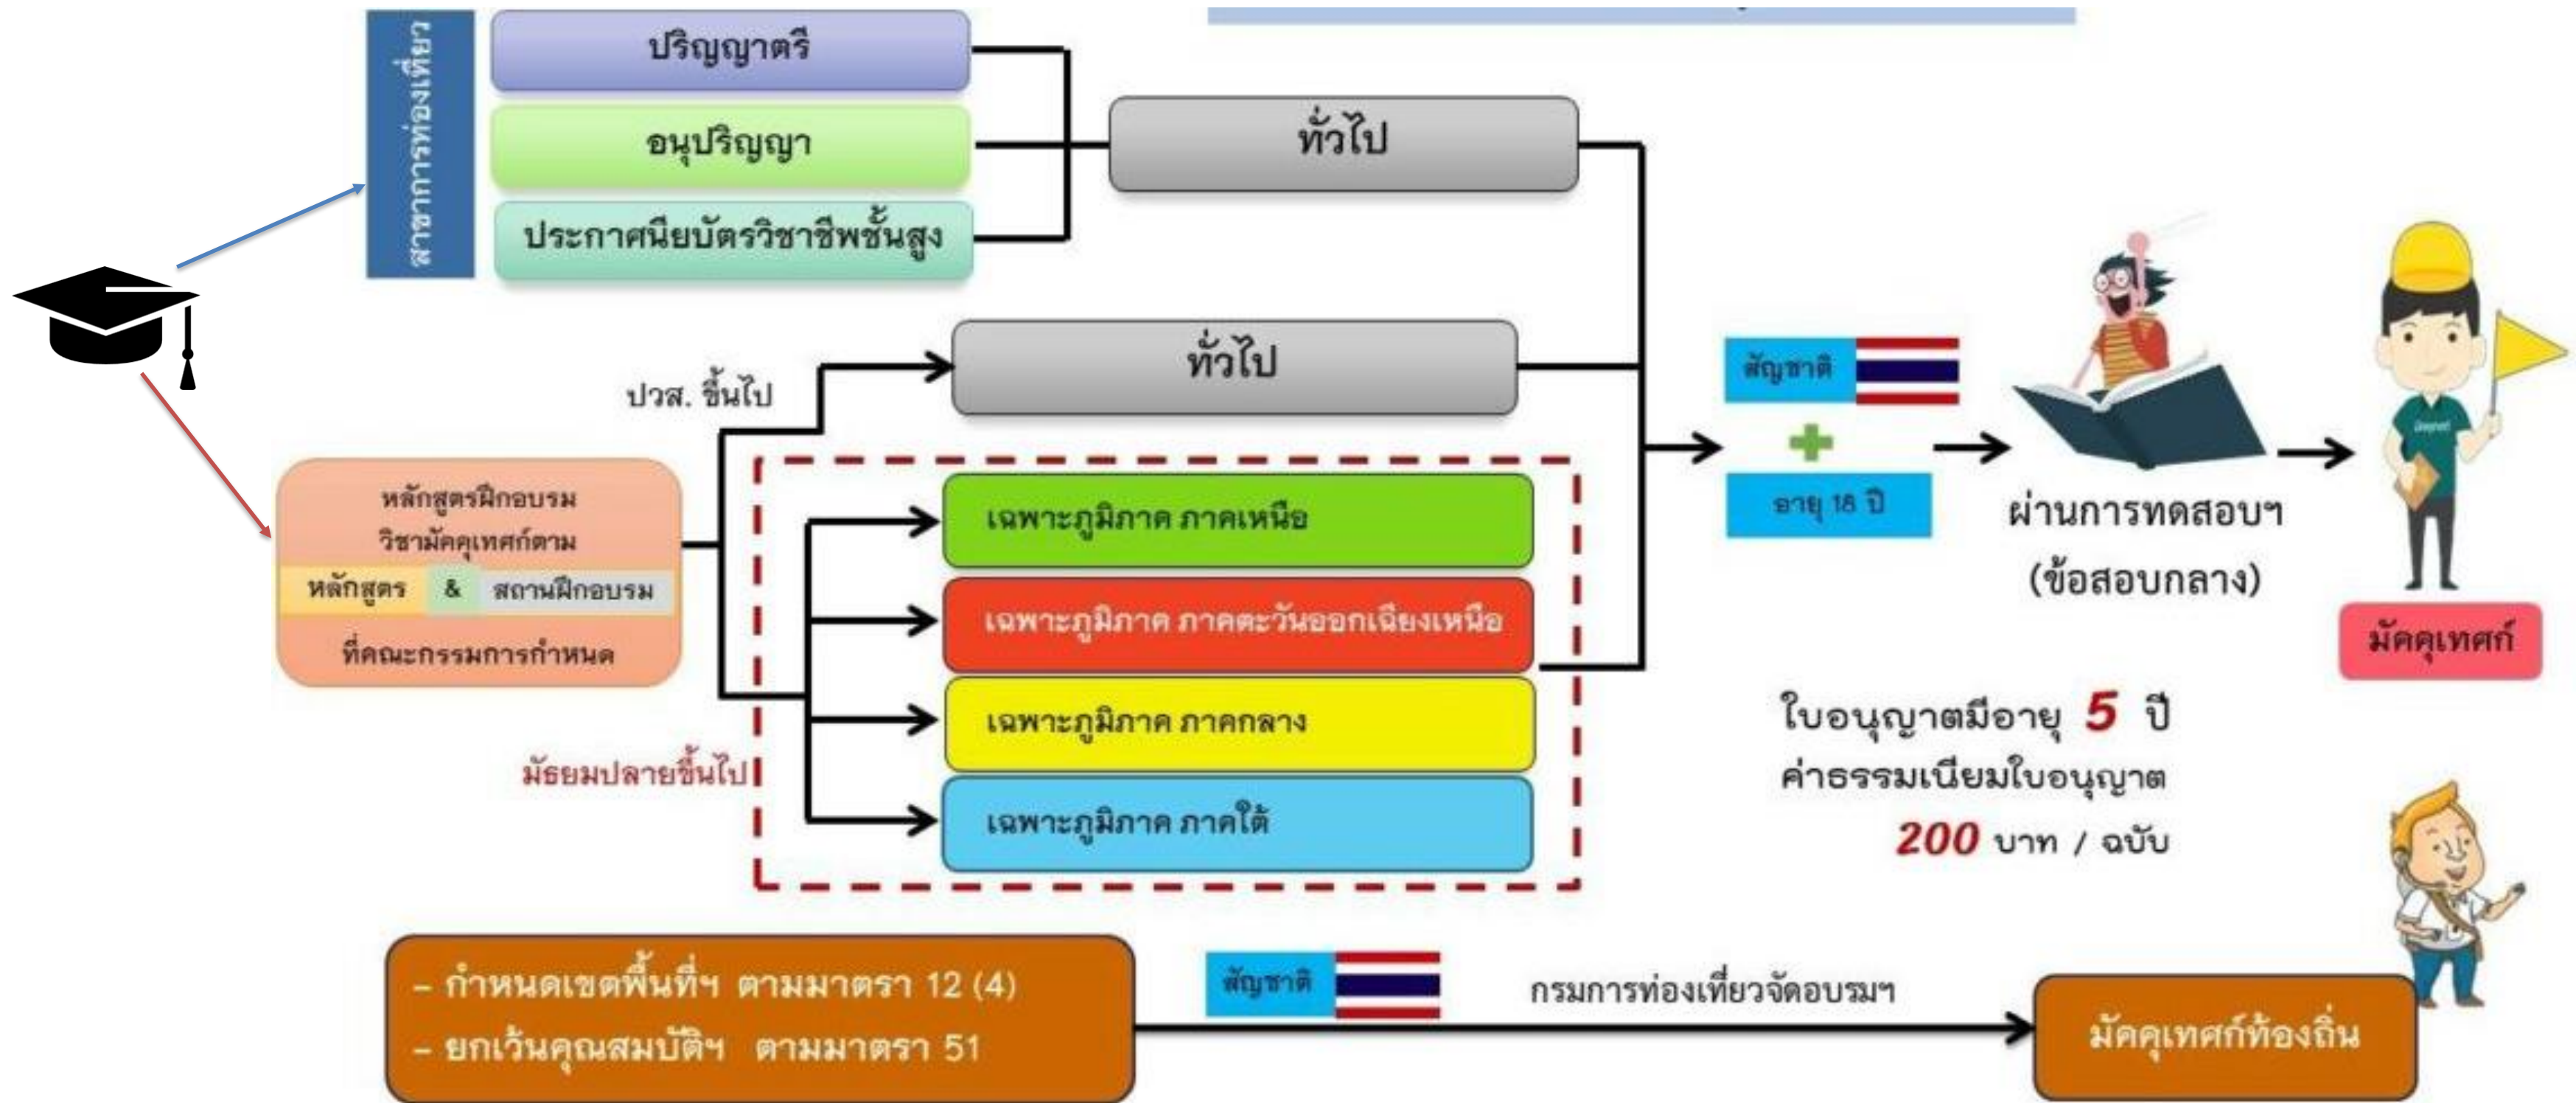 สาขาการท่องเที่ยว
ปริญญาตรี
อนุปริญญา
ประกาศนียบัตรวิชาชีพชั้นสูง
ทั่วไป
ปวส. ขึ้นไป
ทั่วไป
หลักสูตรฝึกอบรม
วิชามัคคุเทศก์ตาม
หลักสูตร & สถานฝึกอบรม
ที่คณะกรรมการกำหนด
มัธยมปลายขึ้นไป
เฉพาะภูมิภาค ภาคเหนือ
เฉพาะภูมิภาค ภาคตะวันออกเฉียงเหนือ
เฉพาะภูมิภาค ภาคกลาง
เฉพาะภูมิภาค ภาคใต้
สัญชาติ
อายุ 18 ปี
ผ่านการทดสอบฯ
(ข้อสอบกลาง)
มัคคุเทศก์
ใบอนุญาตมีอายุ 5 ปี
ค่าธรรมเนียมใบอนุญาต
200 บาท / ฉบับ
- กำหนดเขตพื้นที่ฯ ตามมาตรา 12 (4)
- ยกเว้นคุณสมบัติฯ ตามมาตรา 51
สัญชาติ
กรมการท่องเที่ยวจัดอบรมฯ
มัคคุเทศก์ท้องถิ่น